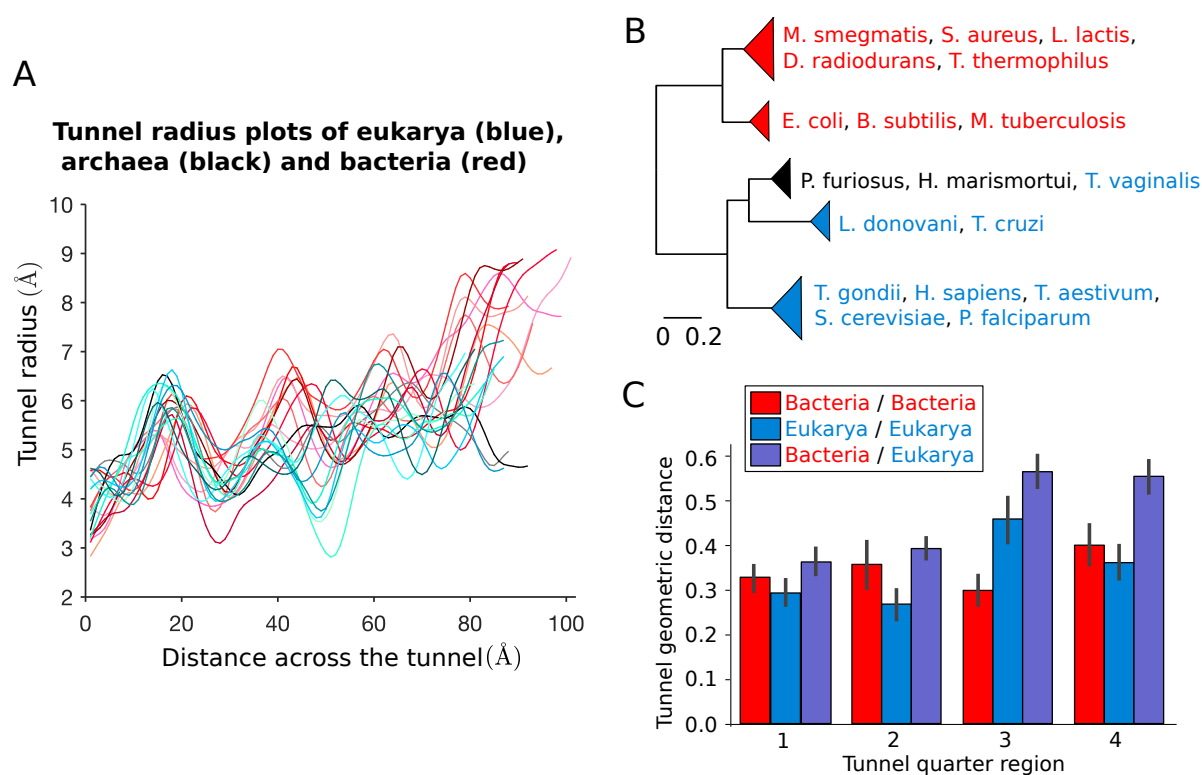 A
Tunnel radius plots of eukarya (blue),
archaea (black) and bacteria (red)
10
9
8
7
6
5
4
3
2
Tunnel radius (Å)
0 20 40 60 80 100
Distance across the tunnel (Å)
B
M. smegmatis, S. aureus, L. lactis,
D. radiodurans, T. thermophilus
E. coli, B. subtilis, M. tuberculosis
P. furiosus, H. marismortui, T. vaginalis
L. donovani, T. cruzi
T. gondii, H. sapiens, T. aestivum,
S. cerevisiae, P. falciparum
0 0.2
C
Bacteria / Bacteria
Eukarya / Eukarya
Bacteria / Eukarya
0.6
0.5
0.4
0.3
0.2
0.1
0.0
Tunnel geometric distance
1 2 3 4
Tunnel quarter region